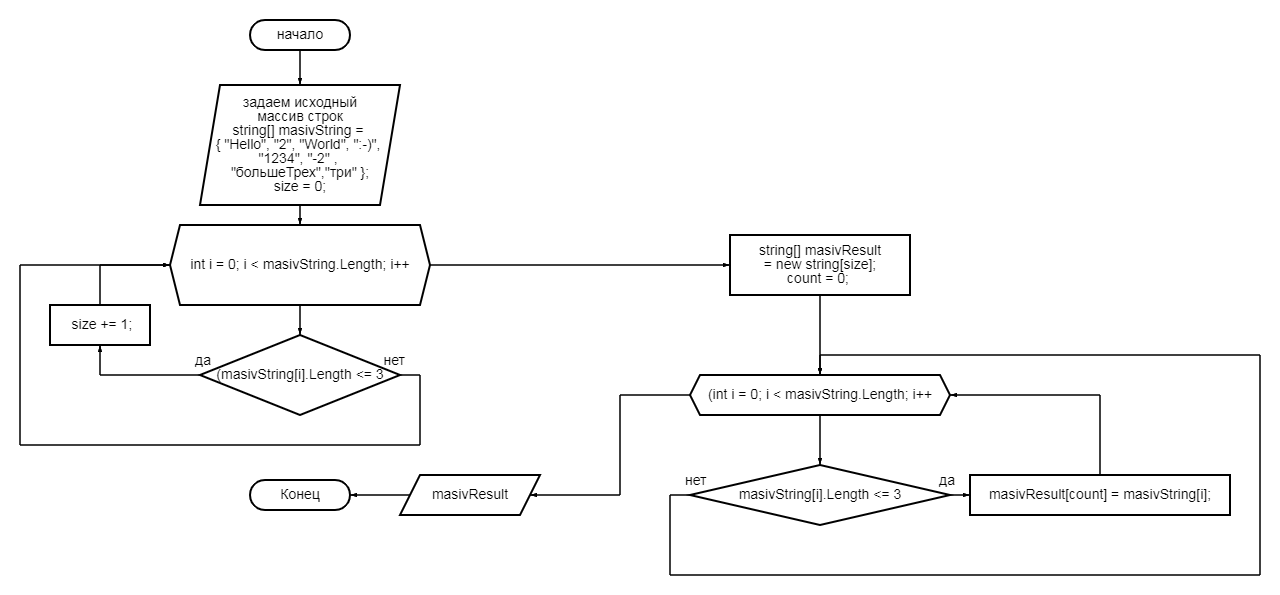 начало
задаем исходный
массив строк
string[] masivString =
{ "Hello", "2", "World", ":-)",
"1234", "-2" ,
"большеТрех","три" };
size = 0;
int i = 0; i < masivString.Length; i++
size += 1;
да
(masivString[i].Length <= 3
нет
string[] masivResult
= new string[size];
count = 0;
(int i = 0; i < masivString.Length; i++
нет
masivString[i].Length <= 3
да
masivResult[count] = masivString[i];
masivResult
Конец